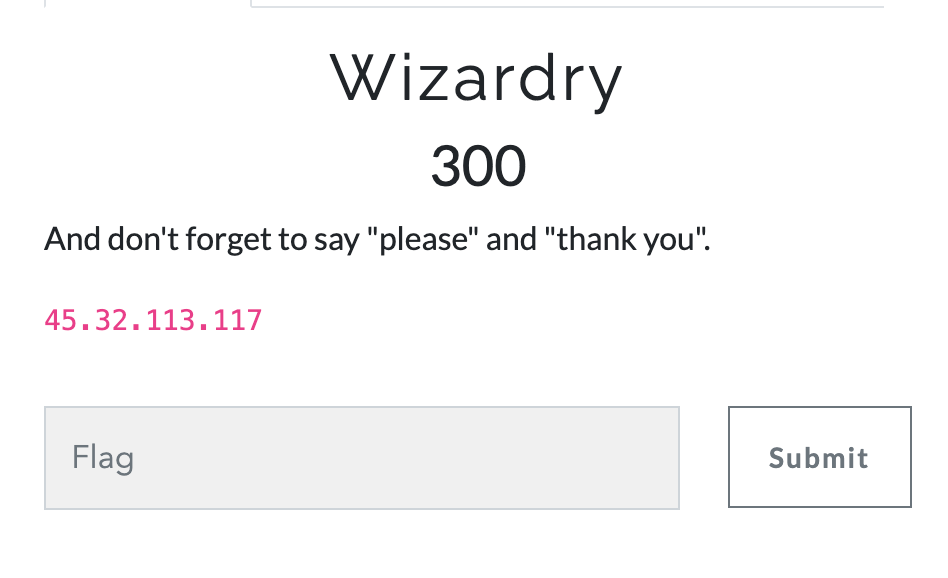 Wizardry
300
And don't forget to say "please" and "thank you".
45.32.113.117
Flag
Submit